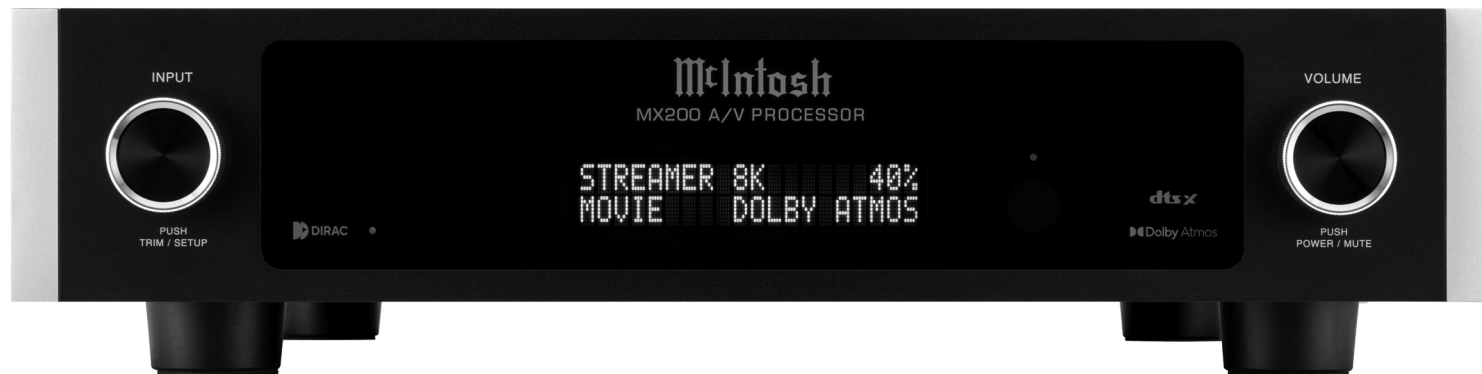 McIntosh
MX200 A/V PROCESSOR
INPUT
PUSH
TRIM / SETUP
DIRAC
STREAMER 8K 40%
MOVIE DOLBY ATMOS
dts x
Dolby Atmos
VOLUME
PUSH
POWER / MUTE